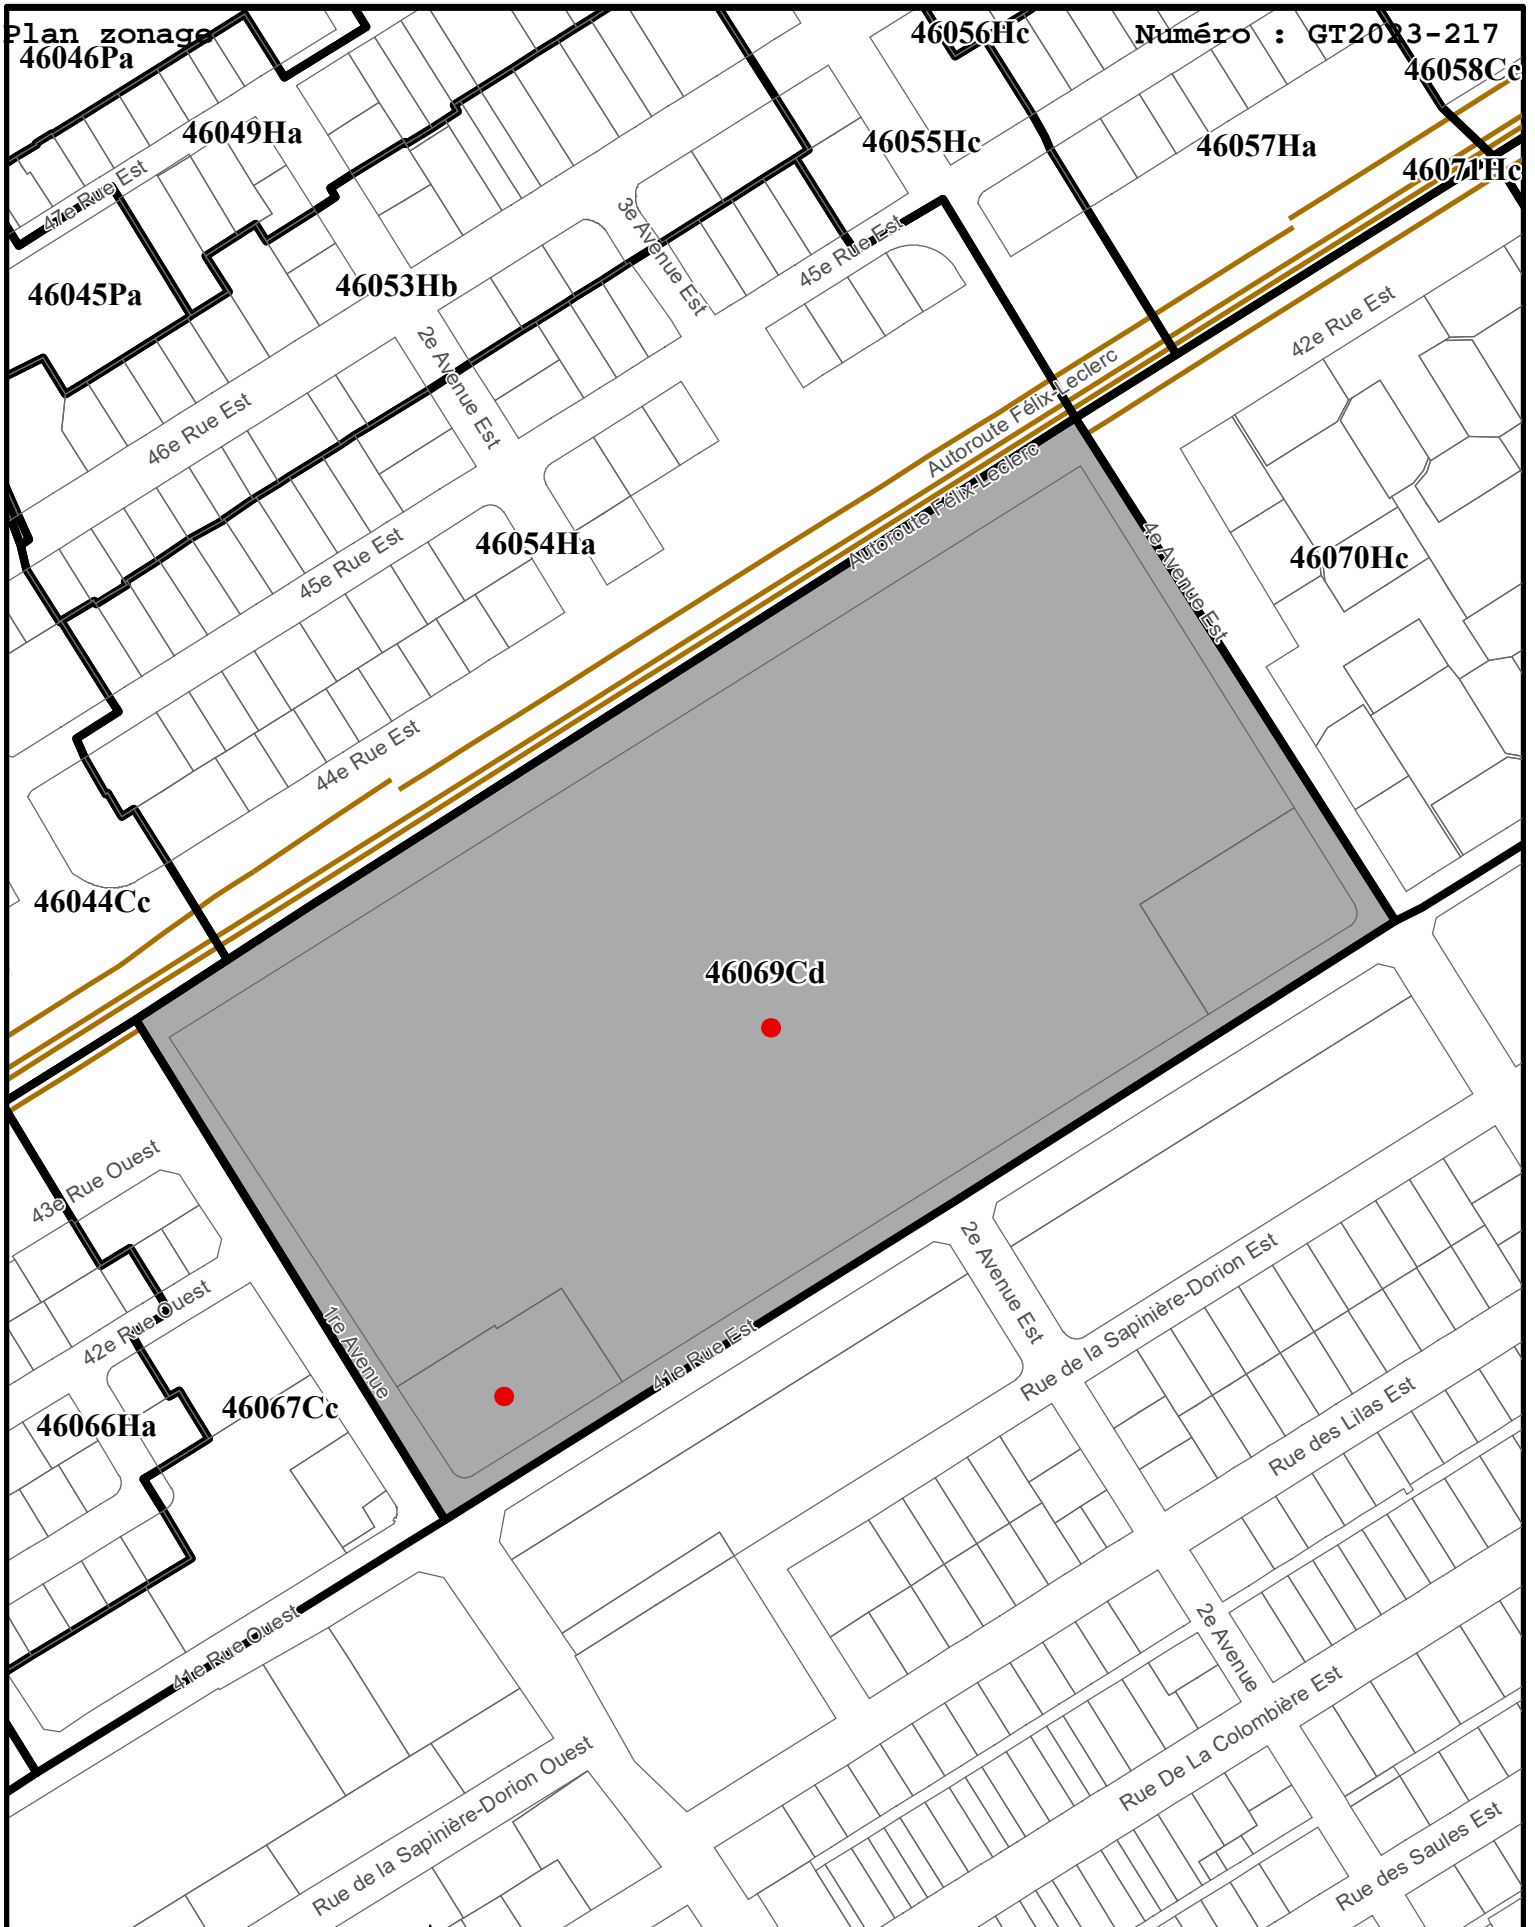 Plan zonage
Numéro : GT2023-217
46046Pa
46056Hc
46058Cc
46049Ha
46055Hc
46057Ha
46071Hc
47e Rue Est
3e Avenue Est
45e Rue Est
46045Pa
46053Hb
42e Rue Est
2e Avenue Est
Autoroute Félix-Leclerc
46e Rue Est
Autoroute Félix-Leclerc
45e Rue Est
46054Ha
4e Avenue Est
46070Hc
44e Rue Est
46044Cc
46069Cd
43e Rue Ouest
2e Avenue Est
Rue de la Sapinière-Dorion Est
42e Rue Ouest
1re Avenue
41e Rue Est
46066Ha
46067Cc
Rue des Lilas Est
41e Rue Ouest
2e Avenue
Rue De La Colombière Est
Rue de la Sapinière-Dorion Ouest
Rue des Saules Est